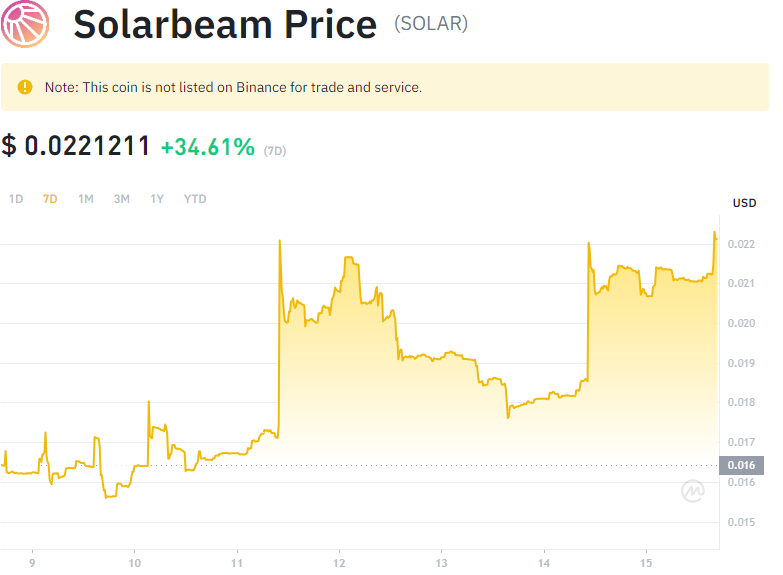 Solarbeam Price (SOLAR)
Note: This coin is not listed on Binance for trade and service.
$ 0.0221211 +34.61% (7D)
1D 7D 1M 3M 1Y YTD
USD
0.022
0.021
0.020
0.019
0.018
0.017
0.016
0.016
0.015
9 10 11 12 13 14 15